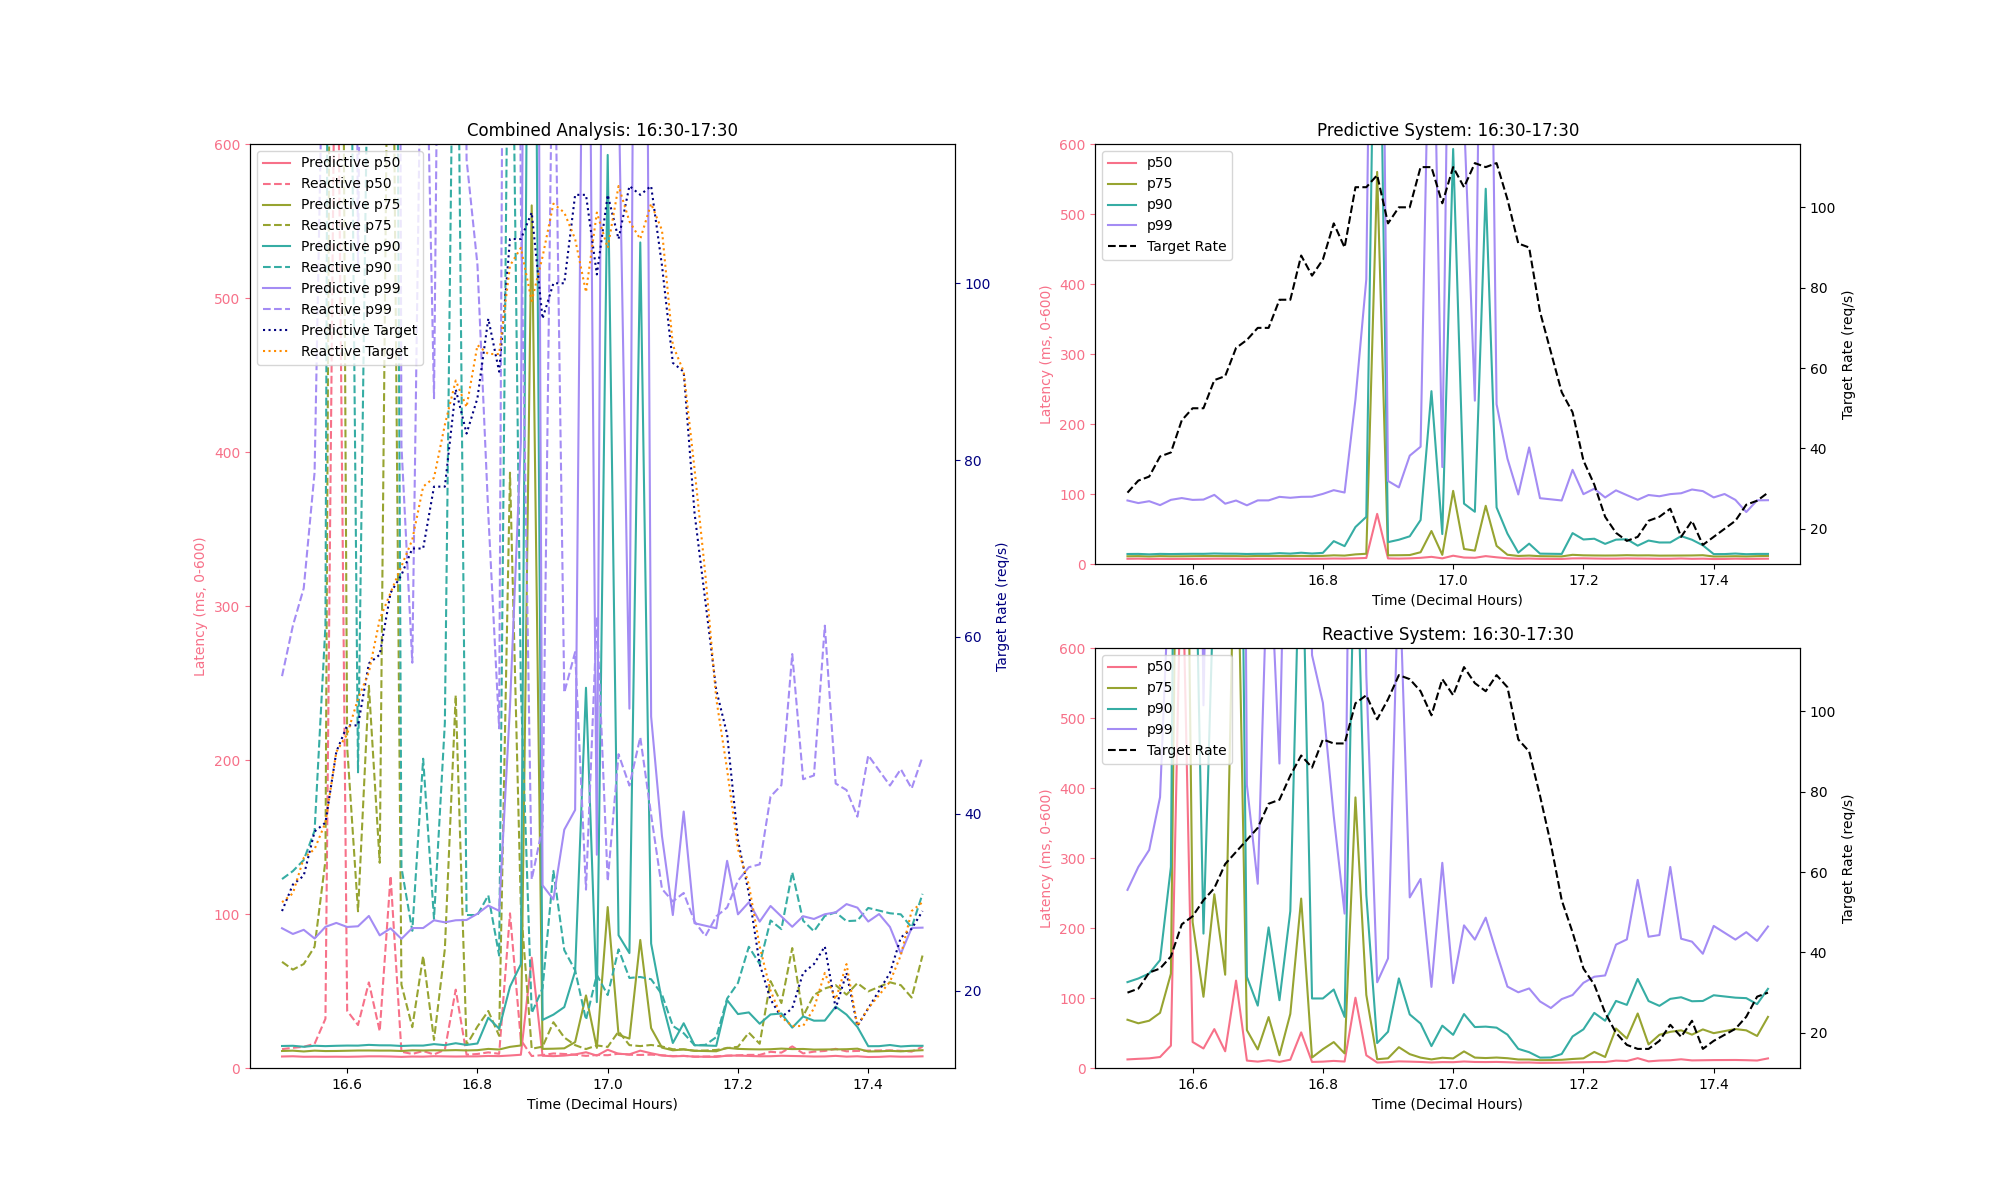 Combined Analysis: 16:30-17:30
600
500
400
300
200
100
0
Latency (ms, 0-600)
Predictive p50
Reactive p50
Predictive p75
Reactive p75
Predictive p90
Reactive p90
Predictive p99
Reactive p99
Predictive Target
Reactive Target
100
80
60
40
20
Target Rate (req/s)
16.6 16.8 17.0 17.2 17.4
Time (Decimal Hours)
Predictive System: 16:30-17:30
600
500
400
300
200
100
0
Latency (ms, 0-600)
p50
p75
p90
p99
Target Rate
100
80
60
40
20
Target Rate (req/s)
16.6 16.8 17.0 17.2 17.4
Time (Decimal Hours)
Reactive System: 16:30-17:30
600
500
400
300
200
100
0
Latency (ms, 0-600)
p50
p75
p90
p99
Target Rate
100
80
60
40
20
Target Rate (req/s)
16.6 16.8 17.0 17.2 17.4
Time (Decimal Hours)